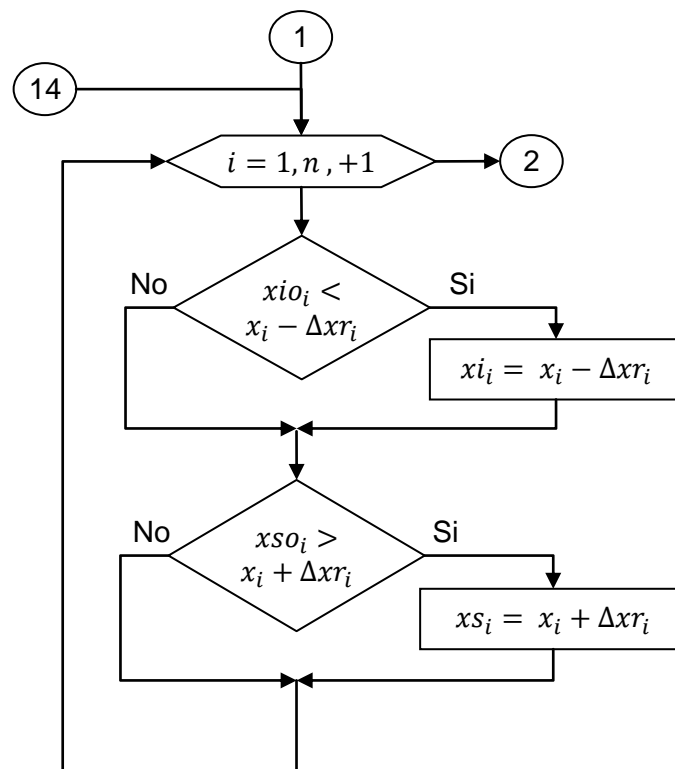 1
14
i = 1, n , +1
2
No
xio_i <
x_i − Δxr_i
Si
xi_i = x_i − Δxr_i
No
xso_i >
x_i + Δxr_i
Si
xs_i = x_i + Δxr_i